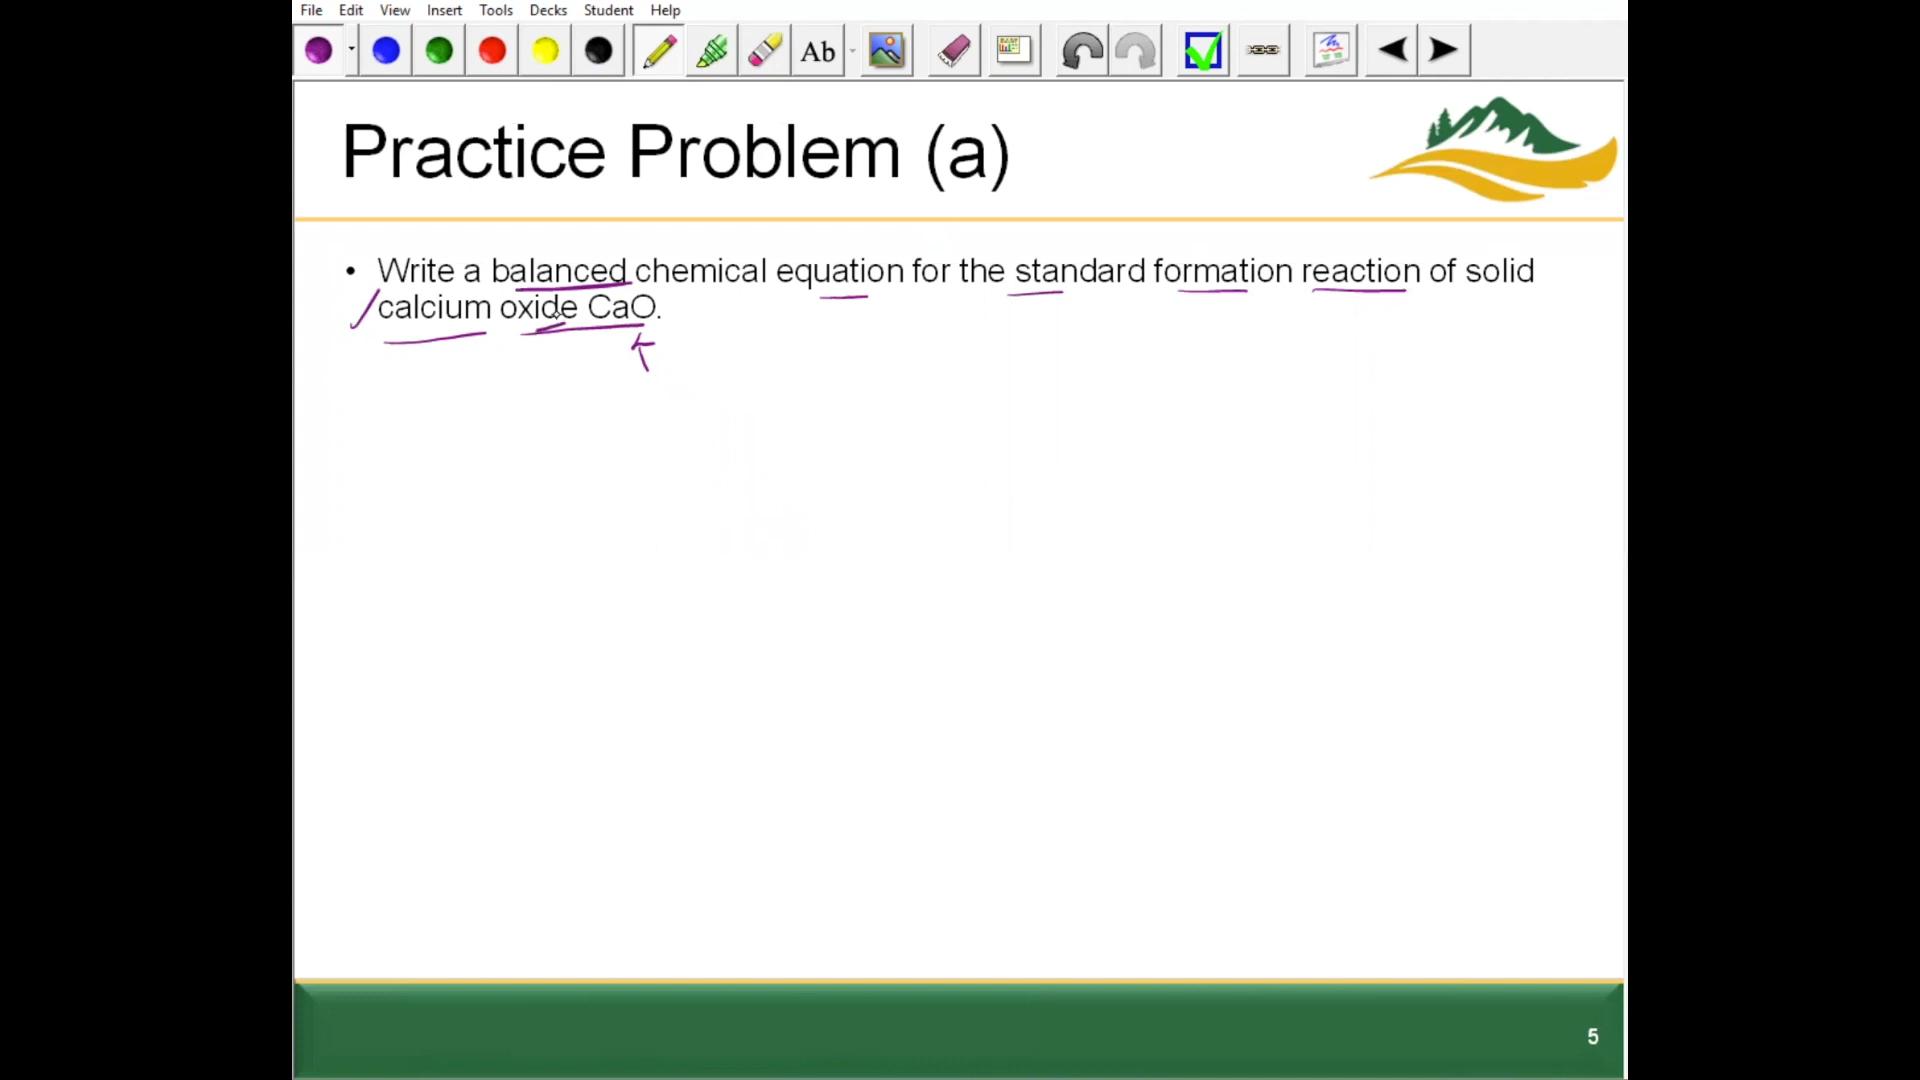 File Edit View Insert Tools Decks Student Help
Ab
Practice Problem (a)
• Write a balanced chemical equation for the standard formation reaction of solid
calcium oxide CaO.
5